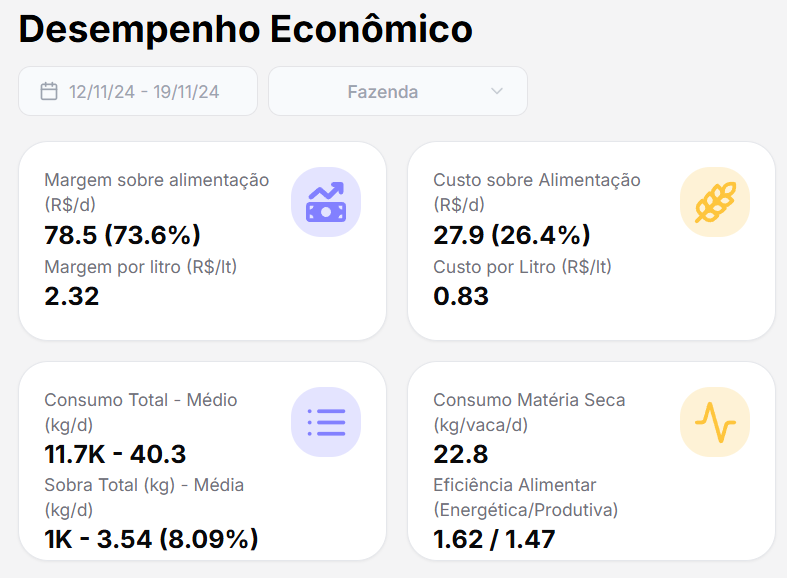 Desempenho Econômico
12/11/24 - 19/11/24
Fazenda
Margem sobre alimentação
(R$/d)
78.5 (73.6%)
Margem por litro (R$/lt)
2.32
Custo sobre Alimentação
(R$/d)
27.9 (26.4%)
Custo por Litro (R$/lt)
0.83
Consumo Total - Médio
(kg/d)
11.7K - 40.3
Sobra Total (kg) - Média
(kg/d)
1K - 3.54 (8.09%)
Consumo Matéria Seca
(kg/vaca/d)
22.8
Eficiência Alimentar
(Energética/Produtiva)
1.62 / 1.47